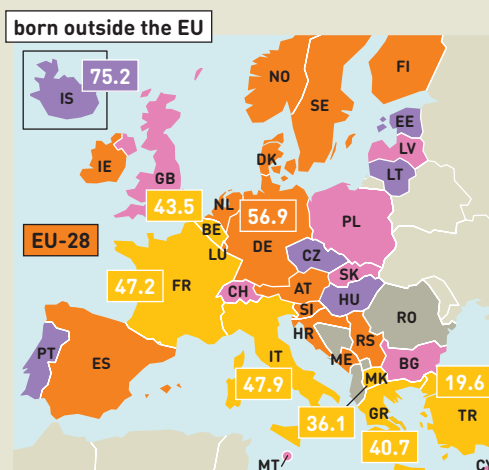 born outside the EU
IS
75.2
NO
SE
FI
EE
LV
LT
DK
IE
GB
43.5
NL
BE
56.9
PL
EU-28
LU
DE
CZ
47.2
FR
SK
CH
AT
HU
SI
RO
HR
RS
PT
ES
IT
ME
BG
MK
19.6
47.9
36.1
GR
TR
40.7
MT
CY